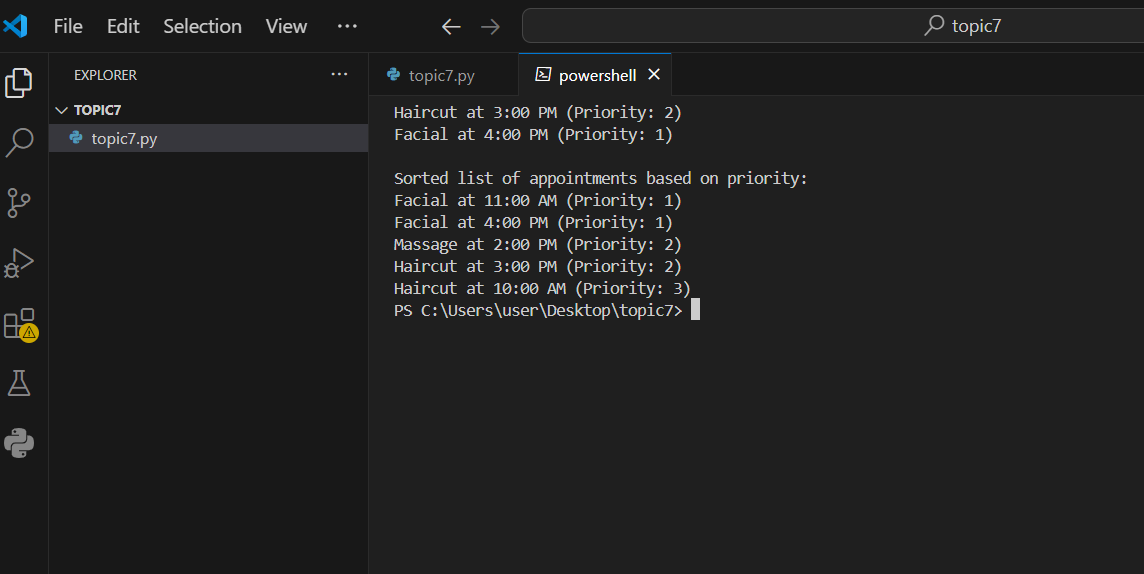 File Edit Selection View ··· topic7
EXPLORER ··· topic7.py powershell
TOPIC7
topic7.py
Haircut at 3:00 PM (Priority: 2)
Facial at 4:00 PM (Priority: 1)
Sorted list of appointments based on priority:
Facial at 11:00 AM (Priority: 1)
Facial at 4:00 PM (Priority: 1)
Massage at 2:00 PM (Priority: 2)
Haircut at 3:00 PM (Priority: 2)
Haircut at 10:00 AM (Priority: 3)
PS C:\Users\user\Desktop\topic7>